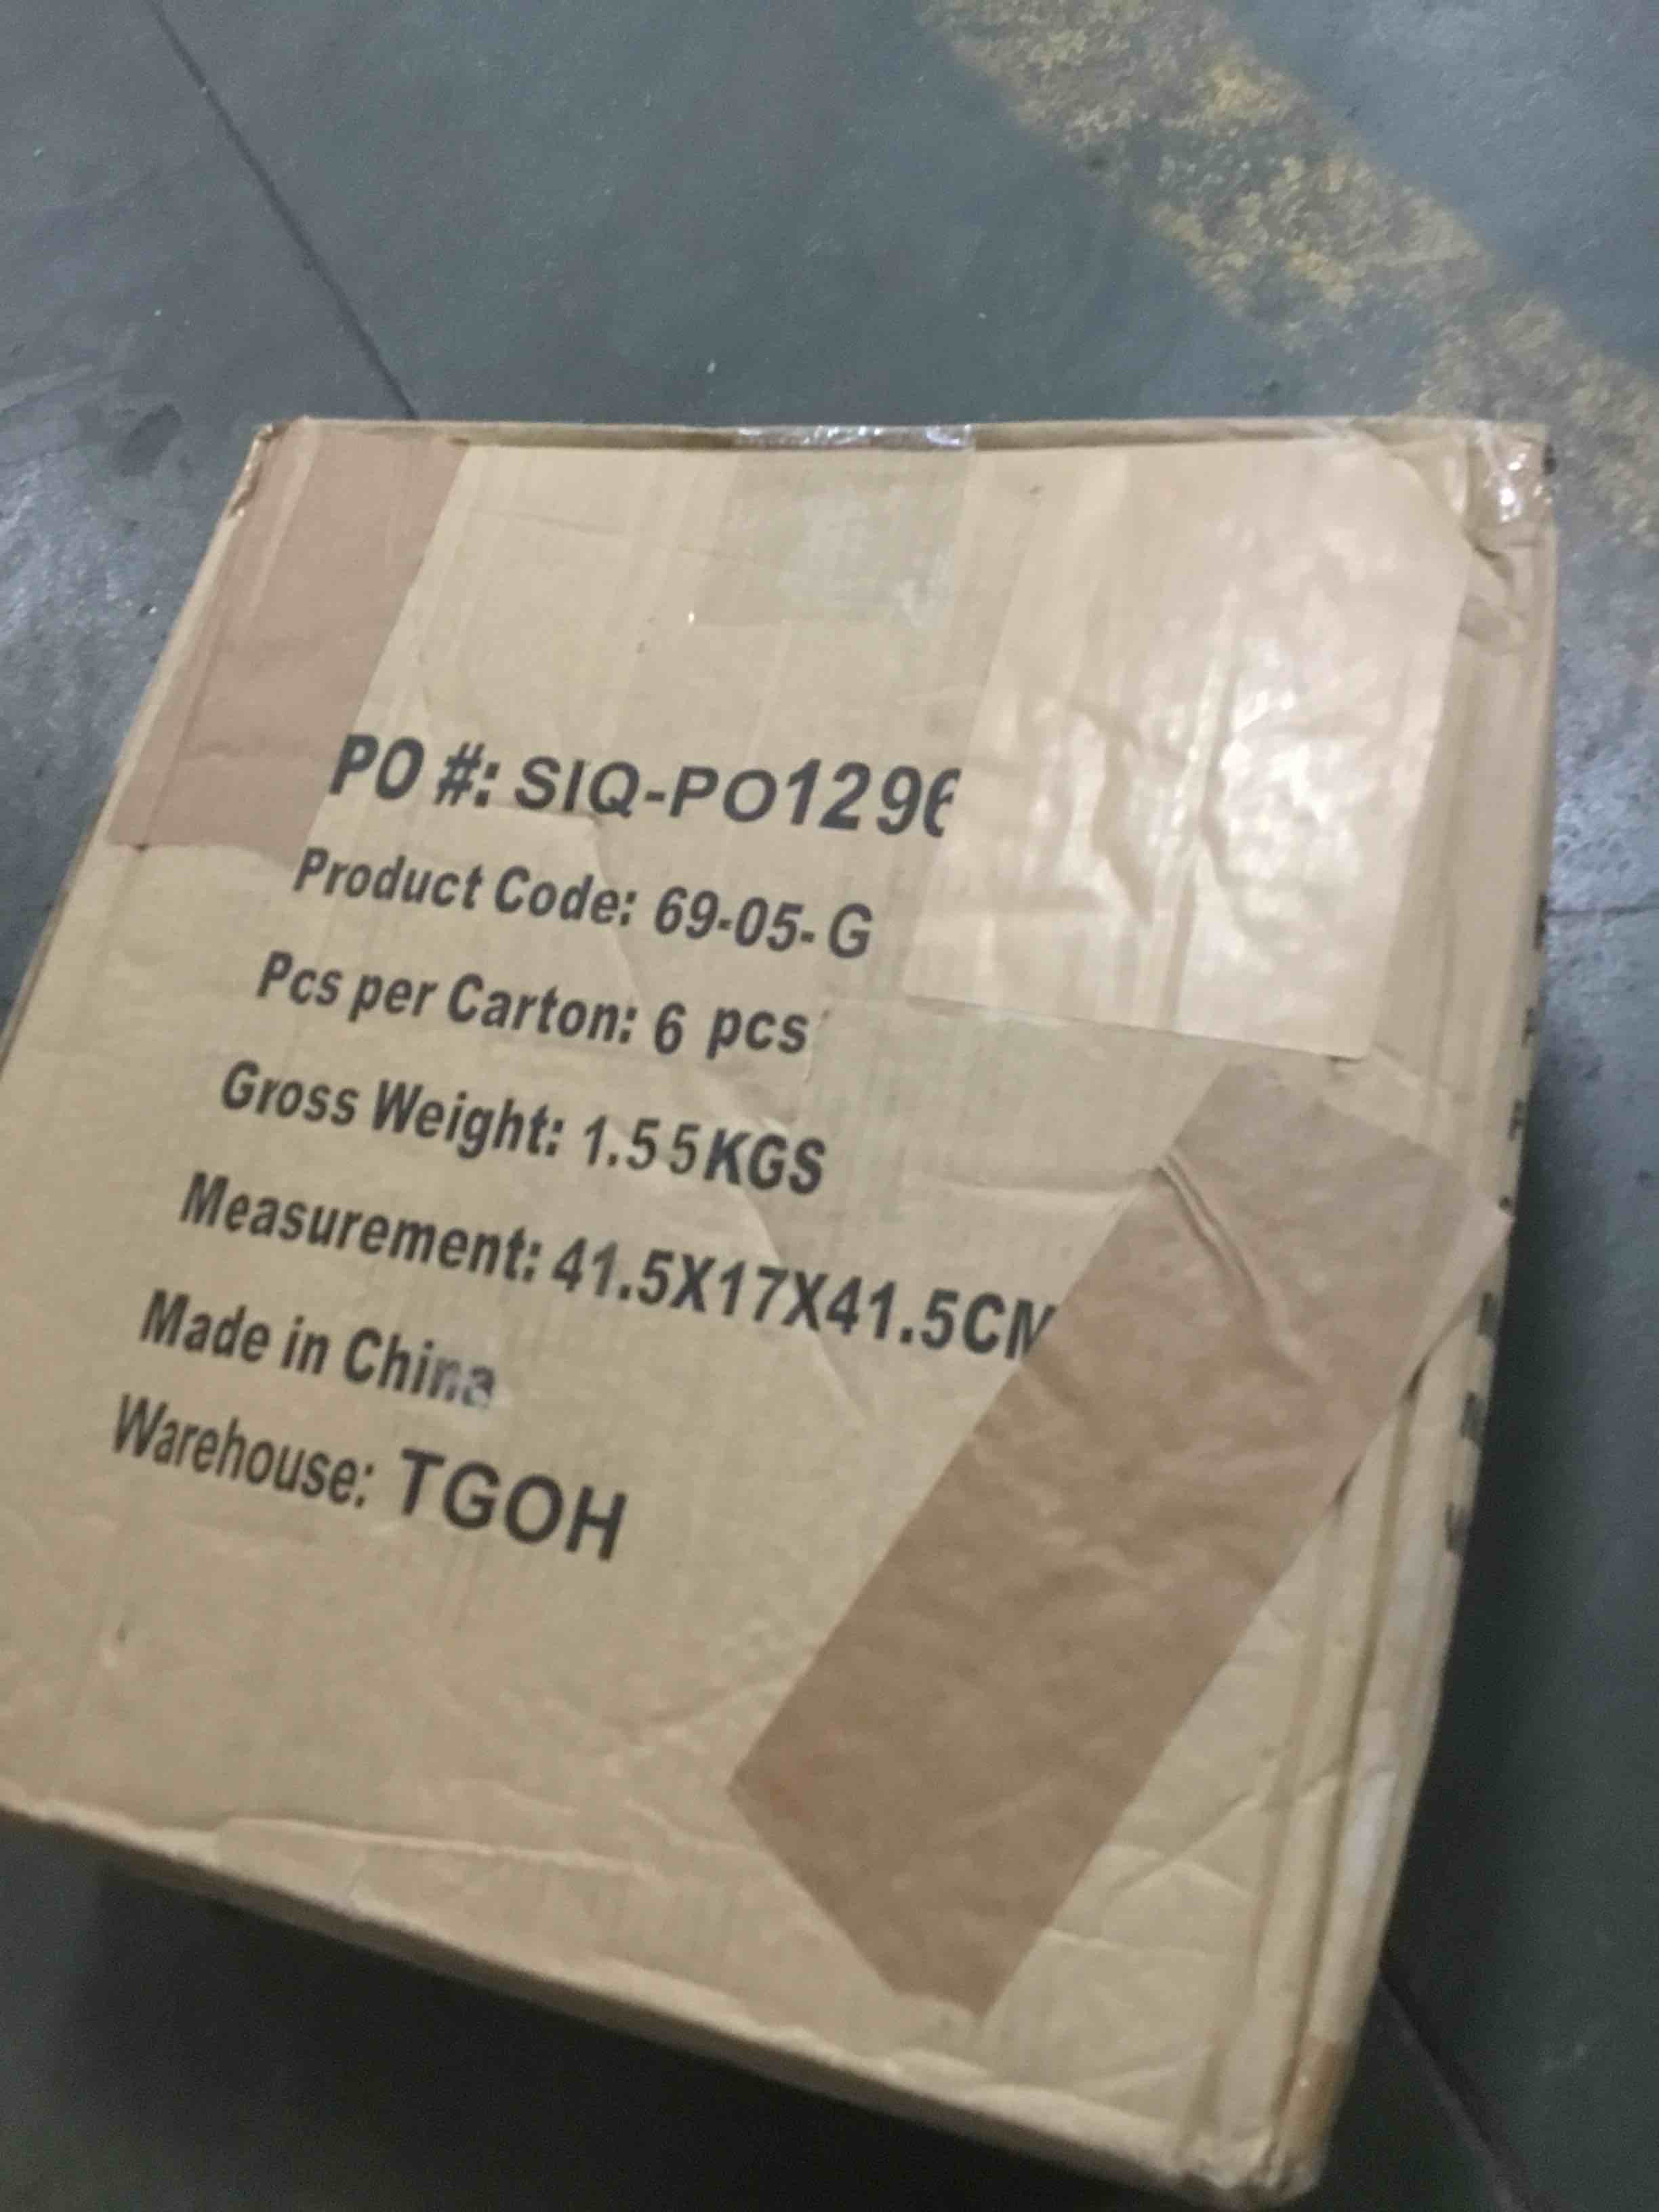 PO #: SIQ-PO1296
Product Code: 69-05-G
Pcs per Carton: 6 pcs
Gross Weight: 1.55KGS
Measurement: 41.5X17X41.5CM
Made in China
Warehouse: TGOH